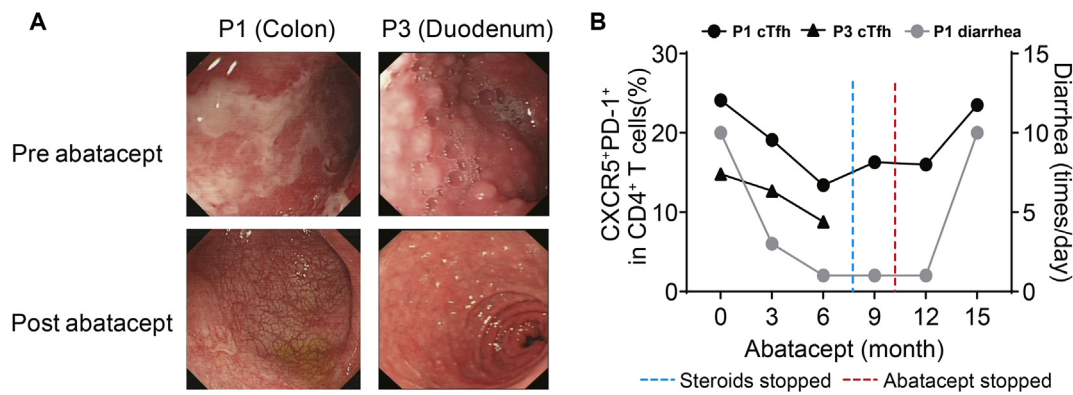 A
P1 (Colon)
P3 (Duodenum)
Pre abatacept
Post abatacept
B
P1 cTfh
P3 cTfh
P1 diarrhea
CXCR5⁺PD-1⁺
in CD4⁺ T cells(%)
30
20
10
0
15
10
5
0
Diarrhea (times/day)
0 3 6 9 12 15
Abatacept (month)
Steroids stopped
Abatacept stopped